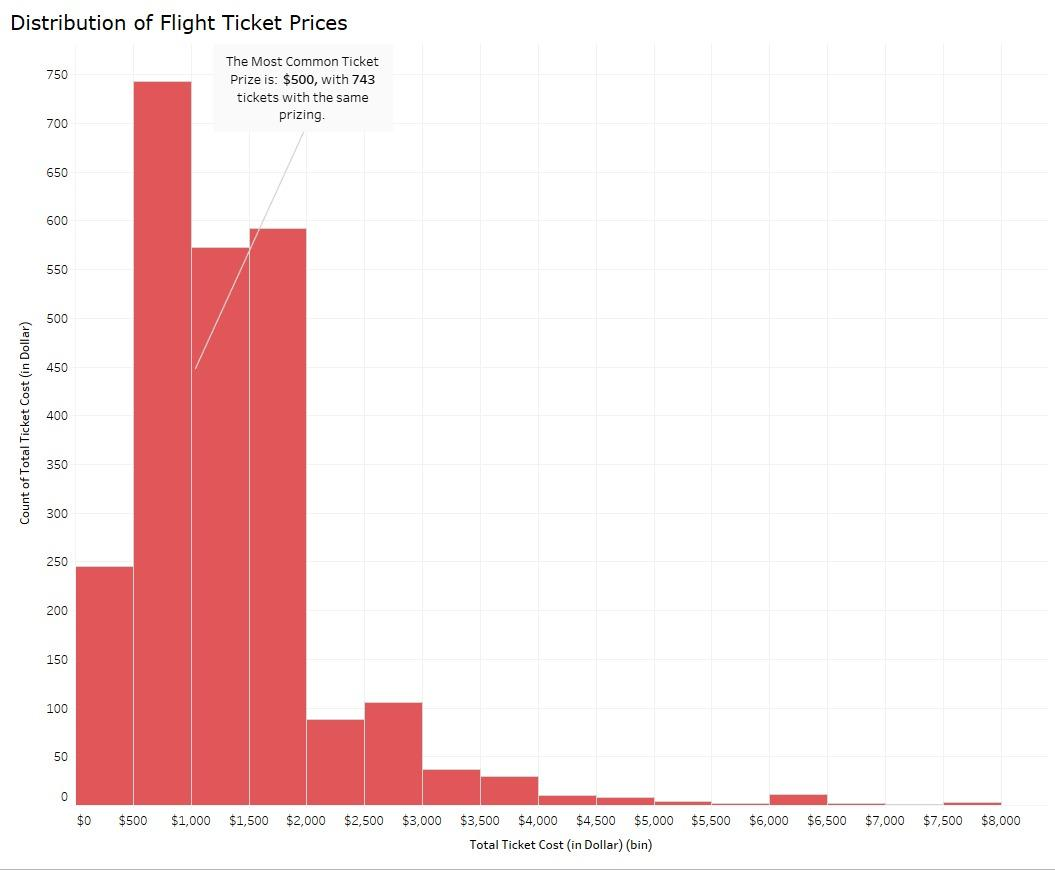 Distribution of Flight Ticket Prices
The Most Common Ticket
Prize is: $500, with 743
tickets with the same
prizing.
750
700
650
600
550
500
450
400
350
300
250
200
150
100
50
0
Count of Total Ticket Cost (in Dollar)
$0 $500 $1,000 $1,500 $2,000 $2,500 $3,000 $3,500 $4,000 $4,500 $5,000 $5,500 $6,000 $6,500 $7,000 $7,500 $8,000
Total Ticket Cost (in Dollar) (bin)